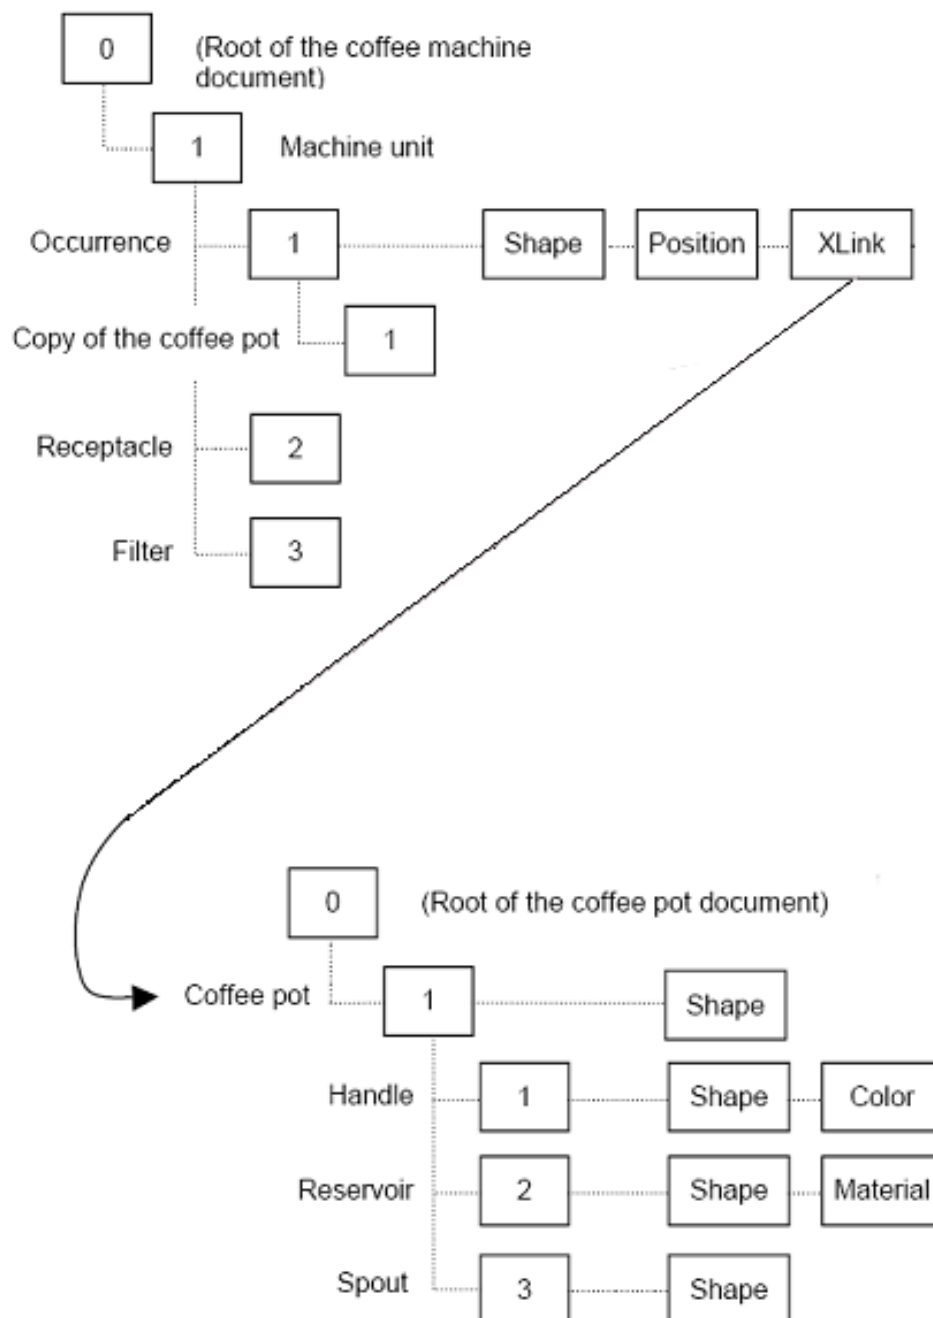 0 (Root of the coffee machine
document)
1 Machine unit
Occurrence 1 Shape Position XLink
Copy of the coffee pot 1
Receptacle 2
Filter 3
0 (Root of the coffee pot document)
Coffee pot 1 Shape
Handle 1 Shape Color
Reservoir 2 Shape Material
Spout 3 Shape